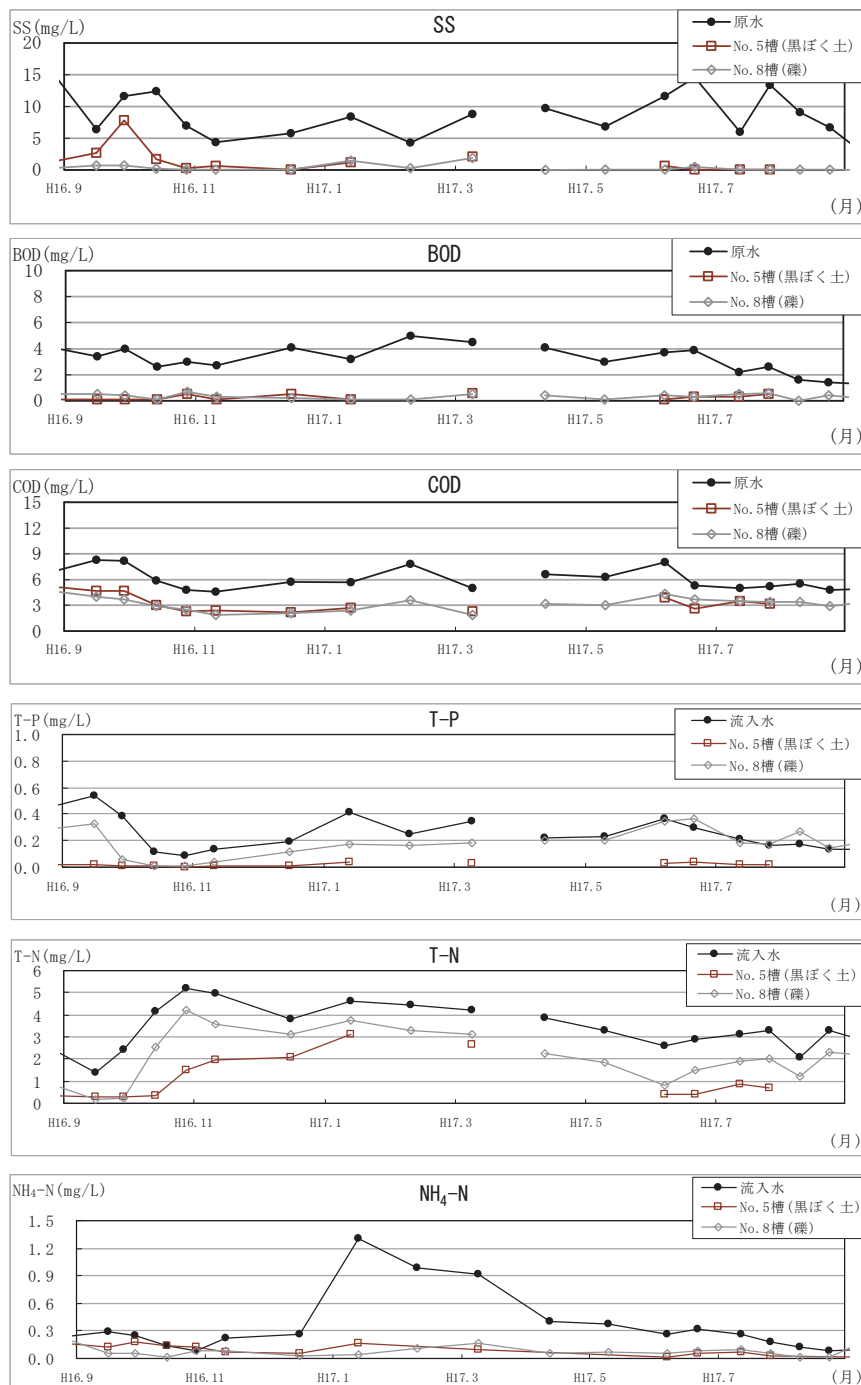 SS(mg/L)
SS
原水
No.5槽(黒ぼく土)
No.8槽(礫)
20
15
10
5
0
H16.9 H16.11 H17.1 H17.3 H17.5 H17.7
(月)
BOD(mg/L)
BOD
原水
No.5槽(黒ぼく土)
No.8槽(礫)
10
8
6
4
2
0
H16.9 H16.11 H17.1 H17.3 H17.5 H17.7
(月)
COD(mg/L)
COD
原水
No.5槽(黒ぼく土)
No.8槽(礫)
15
12
9
6
3
0
H16.9 H16.11 H17.1 H17.3 H17.5 H17.7
(月)
T-P(mg/L)
T-P
流入水
No.5槽(黒ぼく土)
No.8槽(礫)
1.0
0.8
0.6
0.4
0.2
0.0
H16.9 H16.11 H17.1 H17.3 H17.5 H17.7
(月)
T-N(mg/L)
T-N
流入水
No.5槽(黒ぼく土)
No.8槽(礫)
6
5
4
3
2
1
0
H16.9 H16.11 H17.1 H17.3 H17.5 H17.7
(月)
NH₄-N(mg/L)
NH₄-N
流入水
No.5槽(黒ぼく土)
No.8槽(礫)
1.5
1.2
0.9
0.6
0.3
0.0
H16.9 H16.11 H17.1 H17.3 H17.5 H17.7
(月)